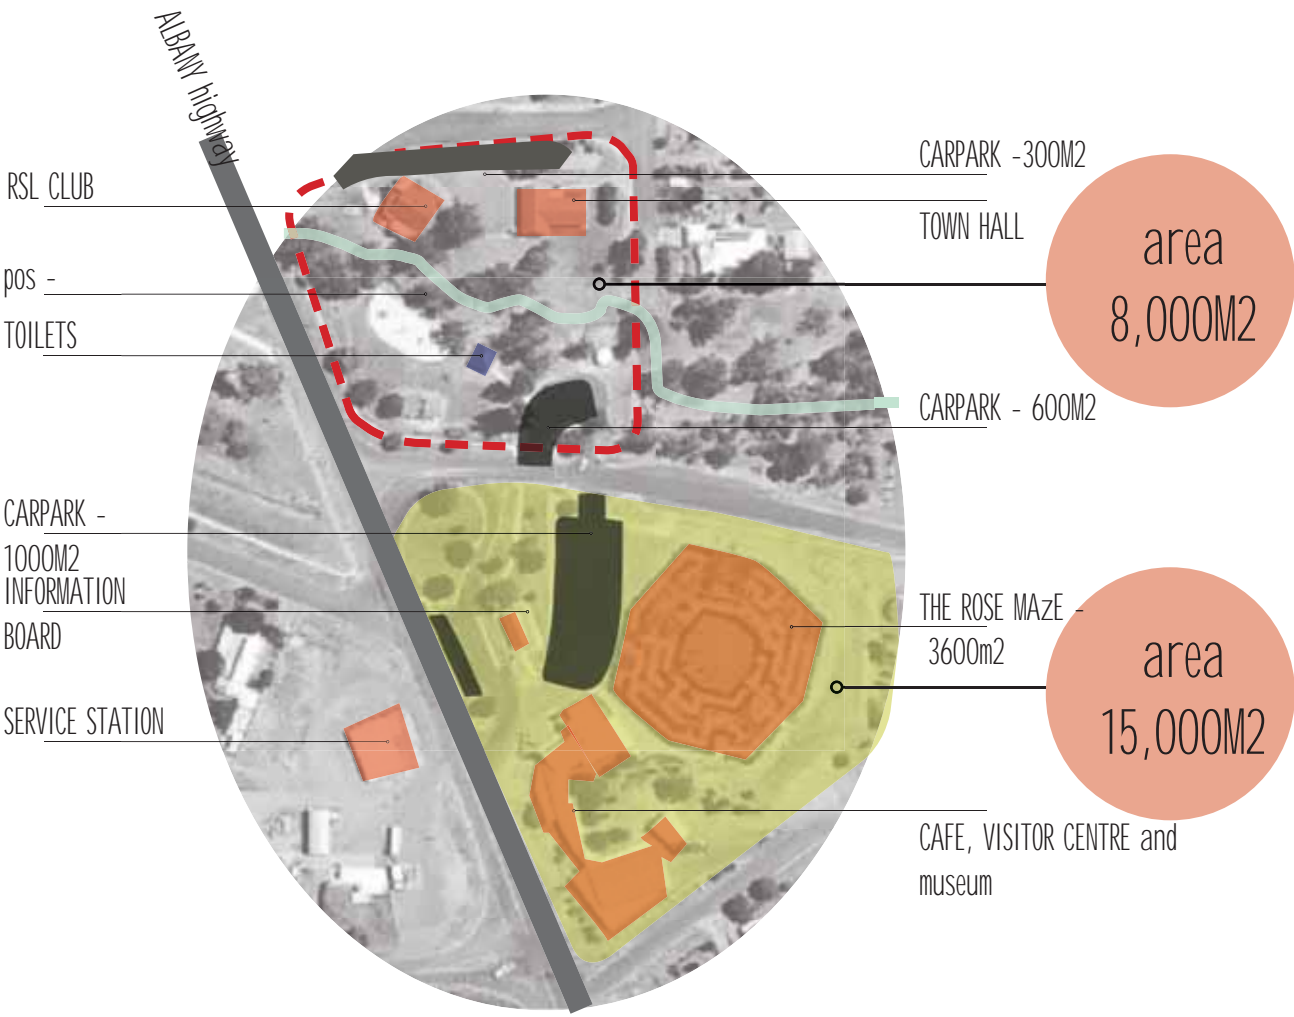 ALBANY highway
RSL CLUB
pos -
TOILETS
CARPARK -
1000M2
INFORMATION
BOARD
SERVICE STATION
CARPARK -300M2
TOWN HALL
area
8,000M2
CARPARK - 600M2
THE ROSE MAzE -
3600m2
area
15,000M2
CAFE, VISITOR CENTRE and
museum